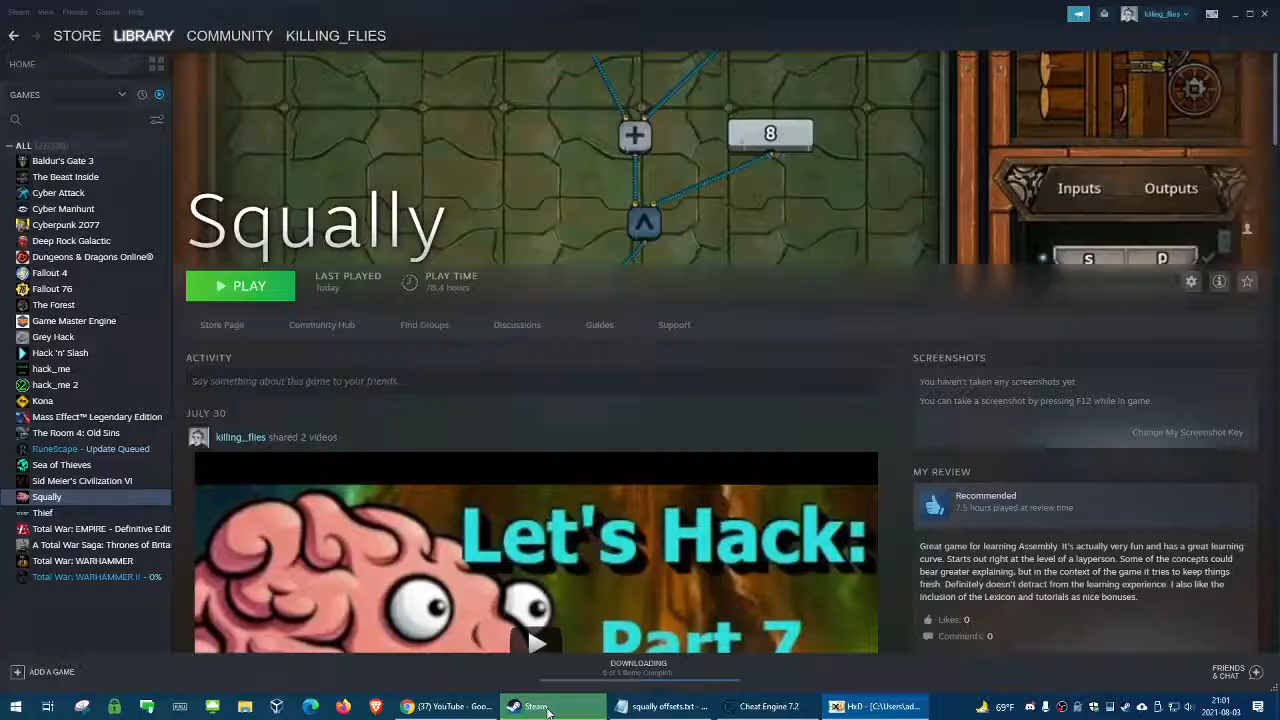 Steam View Friends Games Help
killing_flies
STORE LIBRARY COMMUNITY KILLING_FLIES
HOME
GAMES
ALL
Baldur's Gate 3
The Beast Inside
Cyber Attack
Cyber Manhunt
Cyberpunk 2077
Deep Rock Galactic
Dungeons & Dragons Online®
Fallout 4
Fallout 76
The Forest
Game Master Engine
Grey Hack
Hack 'n' Slash
hack_me
hack_me 2
Kona
Mass Effect™ Legendary Edition
The Room 4: Old Sins
RuneScape - Update Queued
Sea of Thieves
Sid Meier's Civilization VI
Squally
Thief
Total War: EMPIRE - Definitive Edit
A Total War Saga: Thrones of Brita
Total War: WARHAMMER
Total War: WARHAMMER II - 0%
ADD A GAME
+
8
^
Inputs Outputs
s p
Squally
PLAY
LAST PLAYED
Today
PLAY TIME
78.4 hours
Store Page Community Hub Find Groups Discussions Guides Support
ACTIVITY
Say something about this game to your friends.
JULY 30
killing_flies shared 2 videos
Let's Hack:
Part 7
SCREENSHOTS
You haven't taken any screenshots yet
You can take a screenshot by pressing F12 while in game.
Change My Screenshot Key
MY REVIEW
Recommended
7.5 hours played at review time
Great game for learning Assembly. It's actually very fun and has a great learning
curve. Starts out right at the level of a layperson. Some of the concepts could
bear greater explaining, but in the context of the game it tries to keep things
fresh. Definitely doesn't detract from the learning experience. I also like the
inclusion of the Lexicon and tutorials as nice bonuses.
Likes: 0
Comments: 0
DOWNLOADING
0 of 1 Items Complete
FRIENDS
& CHAT
(37) YouTube - Goo...
Steam
squally offsets.txt - ...
Cheat Engine 7.2
HxD - [C:\Users\ad...
69°F
21:01
2021-08-03